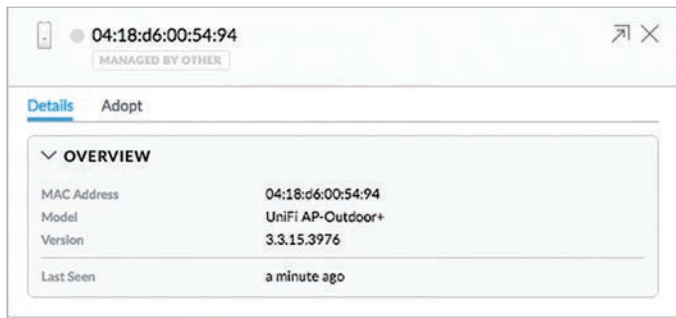 04:18:d6:00:54:94
MANAGED BY OTHER
Details Adopt
OVERVIEW
MAC Address 04:18:d6:00:54:94
Model UniFi AP-Outdoor+
Version 3.3.15.3976
Last Seen a minute ago